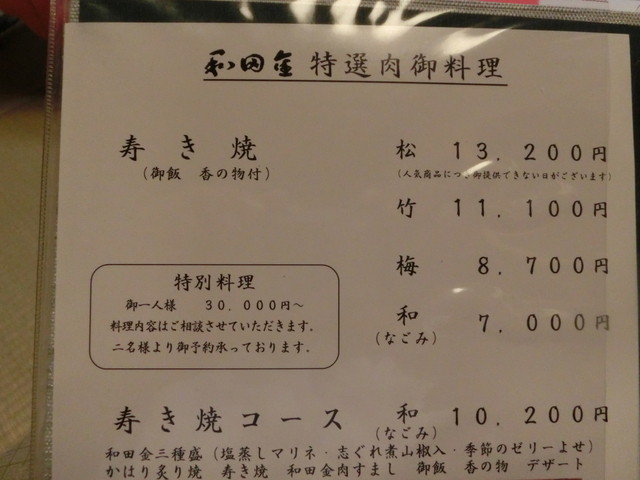 和田金 特選肉御料理
寿き焼 松 13.200円
(御飯 香の物付) (人気商品につき御提供できない日がございます)
竹 11.100円
梅 8.700円
和 7.000円
(なごみ)
特別料理
御一人様 30.000円～
料理内容はご相談させていただきます.
二名様より御予約承っております.
寿き焼コース 和 10.200円
(なごみ)
和田金三種盛(塩蒸しマリネ・志ぐれ煮山椒入・季節のゼリーよせ)
かはり炙り焼 寿き焼 和田金肉すまし 御飯 香の物 デザート